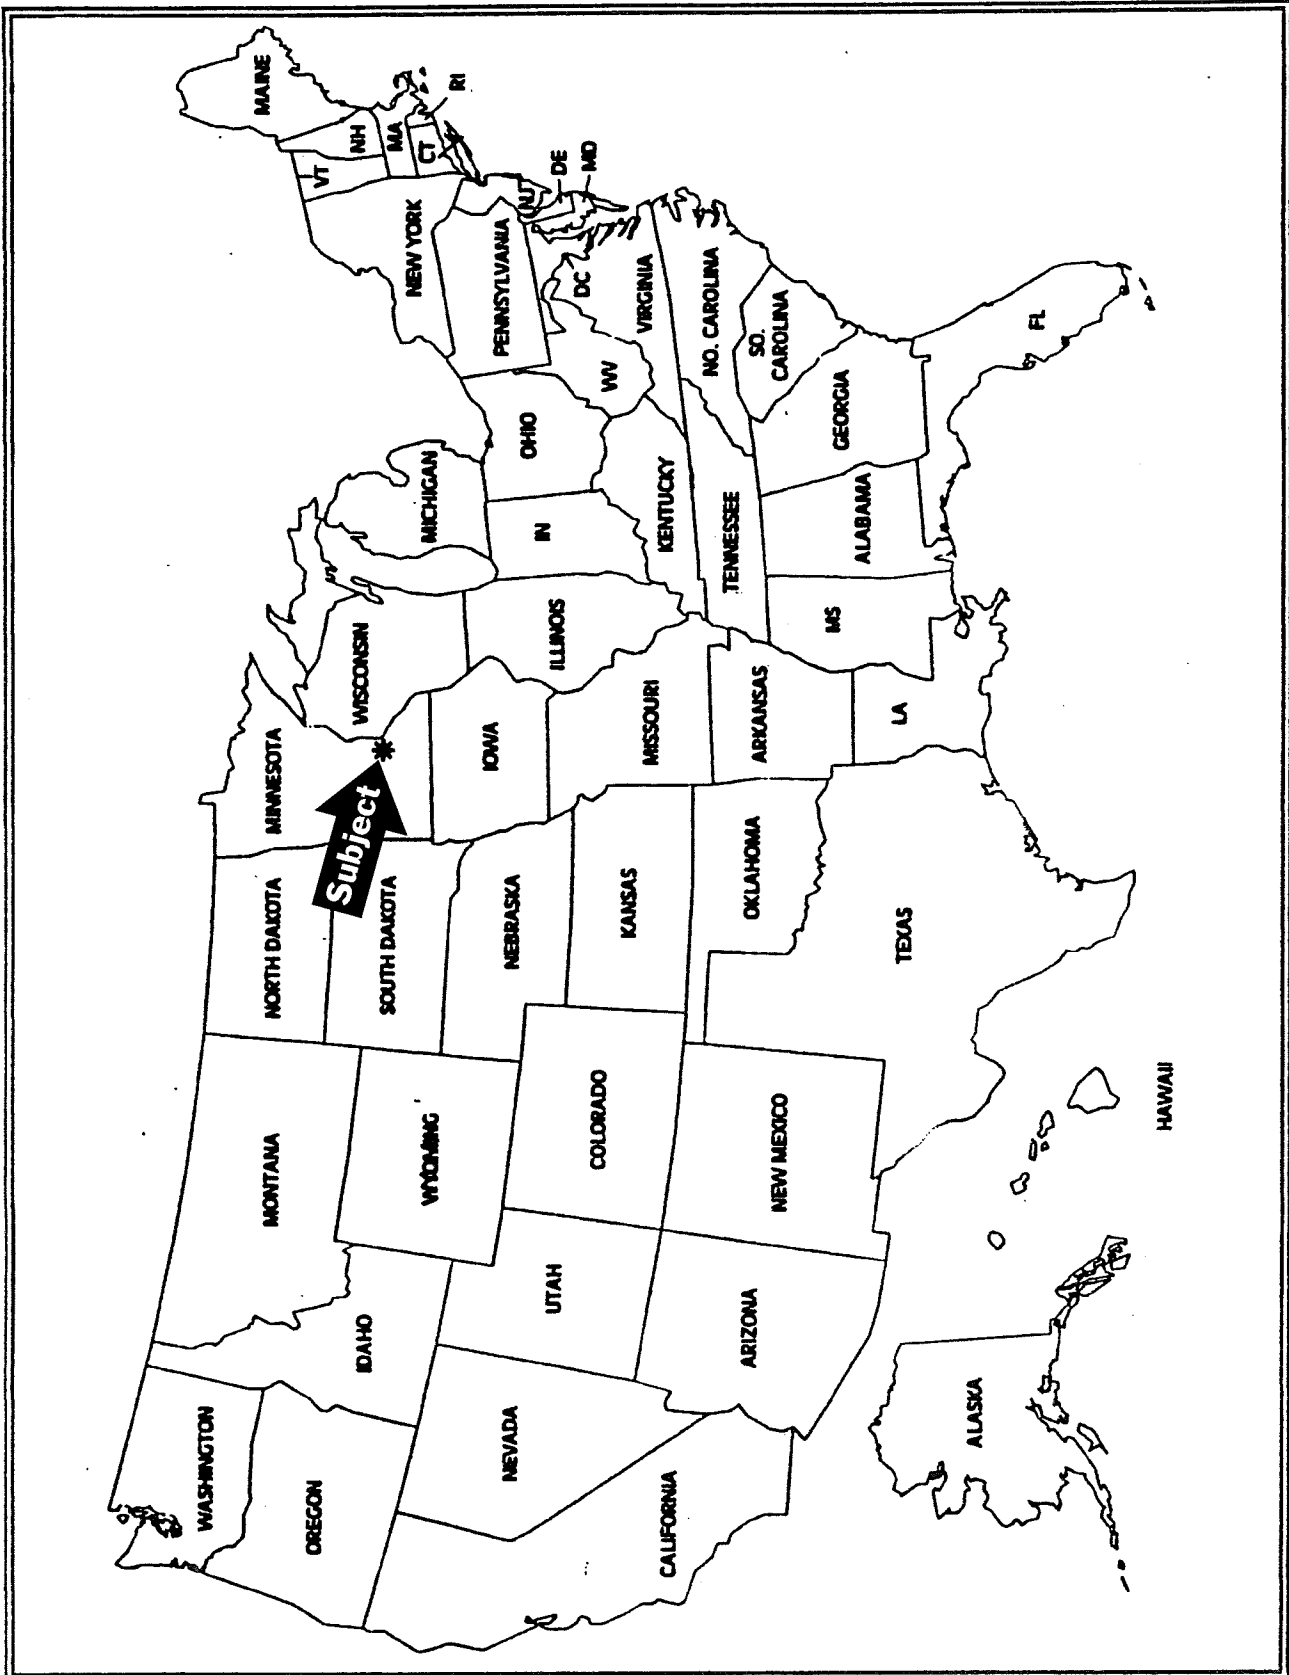 WASHINGTON
OREGON
CALIFORNIA
NEVADA
IDAHO
MONTANA
WYOMING
UTAH
ARIZONA
COLORADO
NEW MEXICO
NORTH DAKOTA
SOUTH DAKOTA
NEBRASKA
KANSAS
OKLAHOMA
TEXAS
MINNESOTA
Subject
*
IOWA
MISSOURI
ARKANSAS
LA
WISCONSIN
ILLINOIS
MICHIGAN
IN
OHIO
KENTUCKY
TENNESSEE
MS
ALABAMA
GEORGIA
FL
SO.
CAROLINA
NO. CAROLINA
VIRGINIA
WV
DC
PENNSYLVANIA
NEW YORK
NJ
DE
MD
VT
NH
MAINE
MA
CT
RI
ALASKA
HAWAII